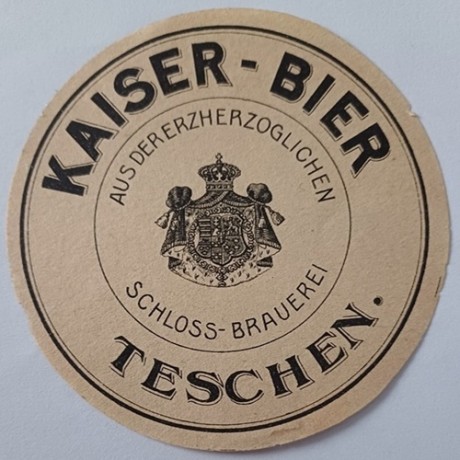 KAISER-BIER
AUS DER ERZHERZOGLICHEN
SCHLOSS-BRAUEREI
TESCHEN.